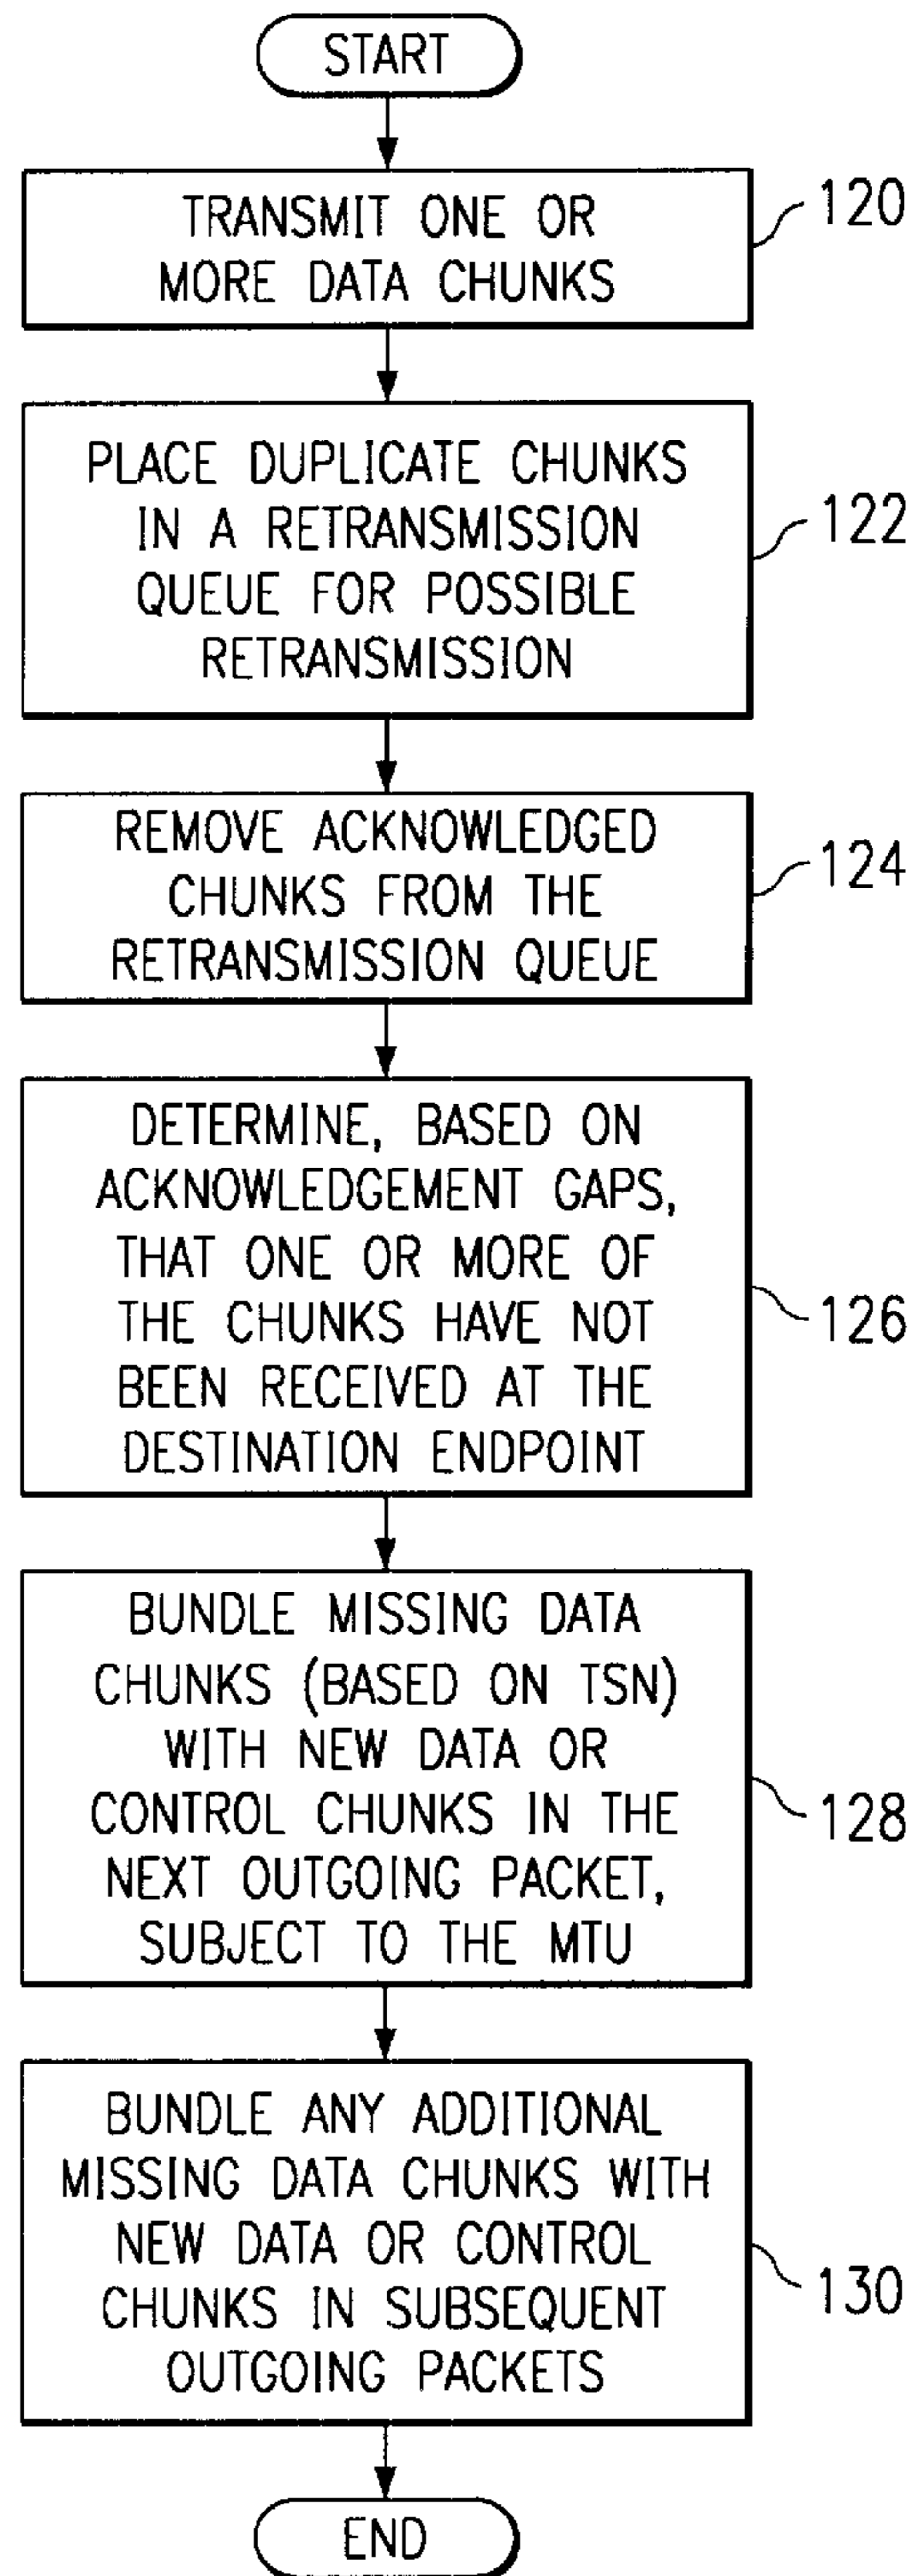 START
TRANSMIT ONE OR
MORE DATA CHUNKS
120
PLACE DUPLICATE CHUNKS
IN A RETRANSMISSION
QUEUE FOR POSSIBLE
RETRANSMISSION
122
REMOVE ACKNOWLEDGED
CHUNKS FROM THE
RETRANSMISSION QUEUE
124
DETERMINE, BASED ON
ACKNOWLEDGEMENT GAPS,
THAT ONE OR MORE OF
THE CHUNKS HAVE NOT
BEEN RECEIVED AT THE
DESTINATION ENDPOINT
126
BUNDLE MISSING DATA
CHUNKS (BASED ON TSN)
WITH NEW DATA OR
CONTROL CHUNKS IN THE
NEXT OUTGOING PACKET,
SUBJECT TO THE MTU
128
BUNDLE ANY ADDITIONAL
MISSING DATA CHUNKS WITH
NEW DATA OR CONTROL
CHUNKS IN SUBSEQUENT
OUTGOING PACKETS
130
END